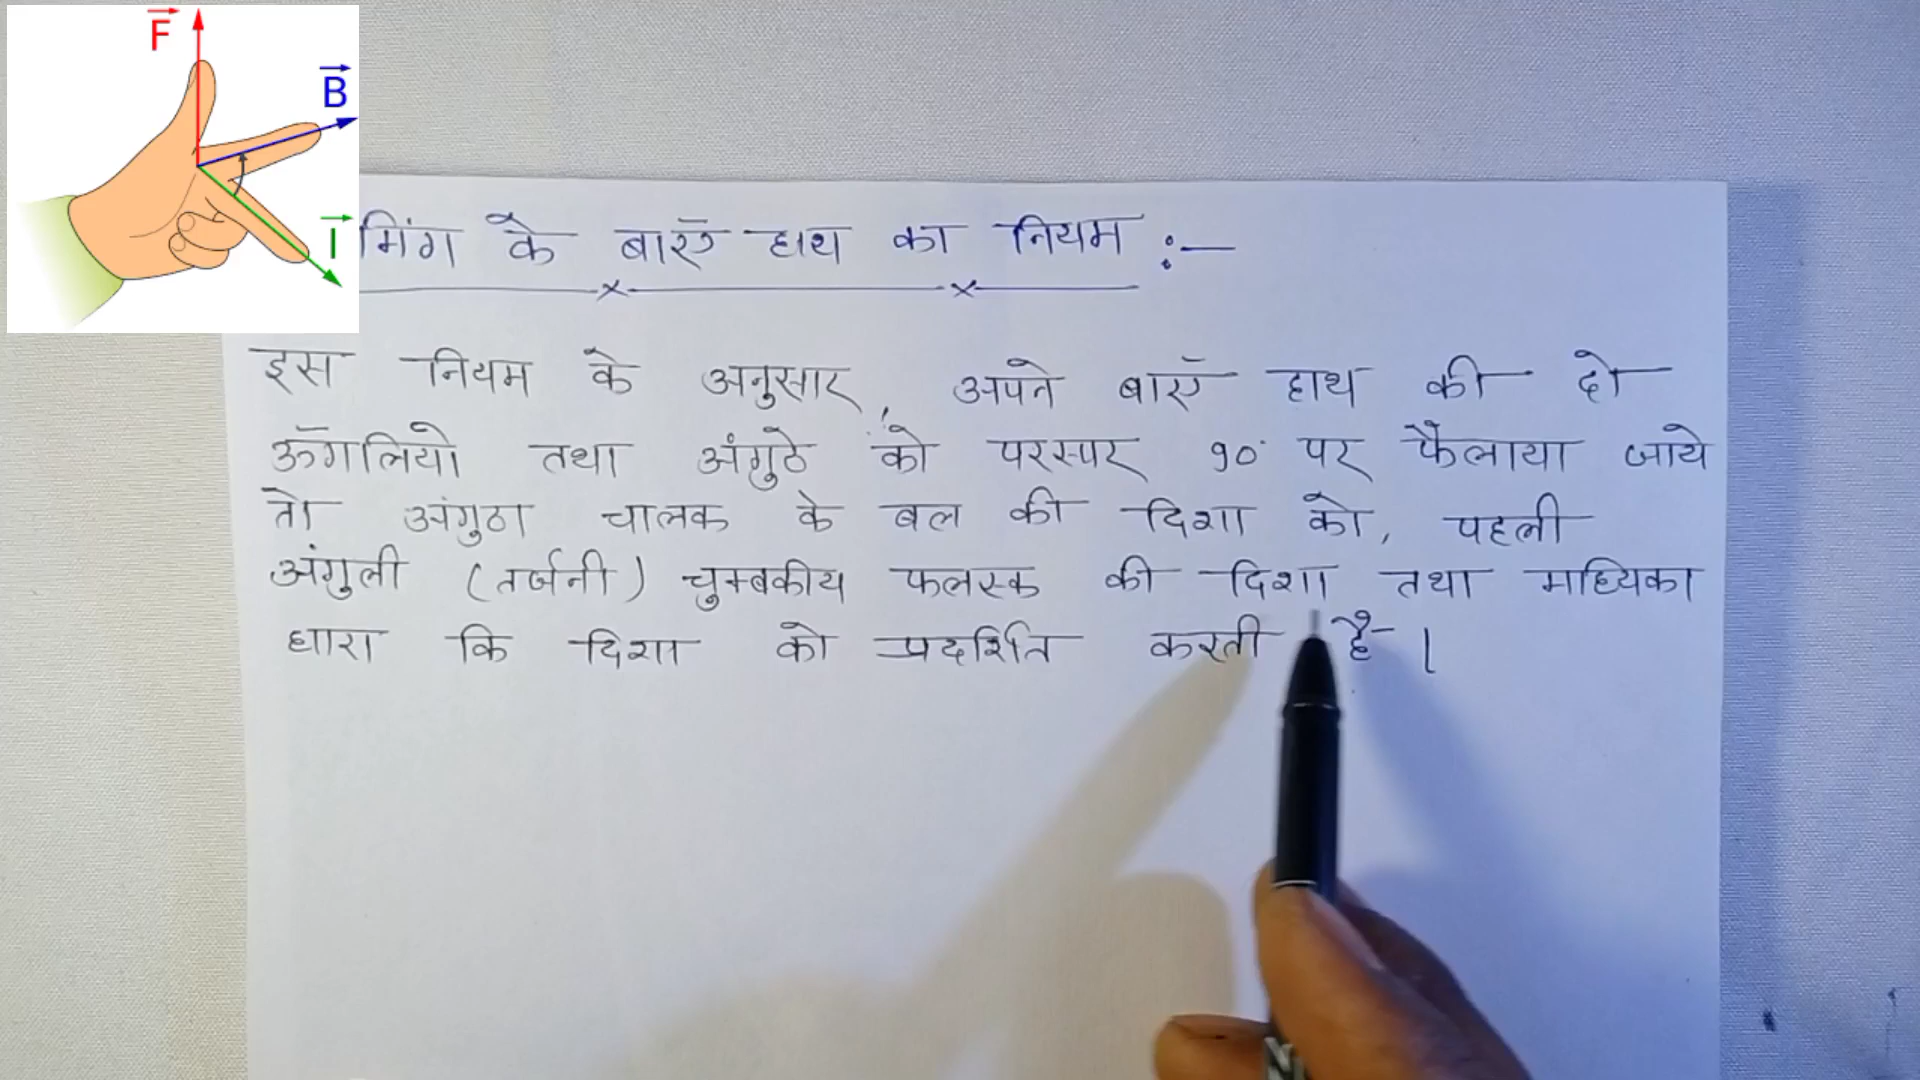 F
B
I
मिंग के बाएँ हाथ का नियम :-
इस नियम के अनुसार, अपने बाएँ हाथ की दो
ऊँगलियो तथा अंगुठे को परस्पर 90° पर फैलाया जाये
तो अंगुठा चालक के बल की दिशा को, पहली
अंगुली (तर्जनी) चुम्बकीय फलस्क की दिशा तथा मध्यिका
धारा कि दिशा को प्रदर्शित करती है।